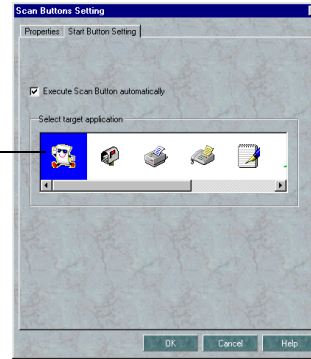 Scan Buttons Setting
Properties Start Button Setting
Execute Scan Button automatically
Select target application
OK Cancel Help